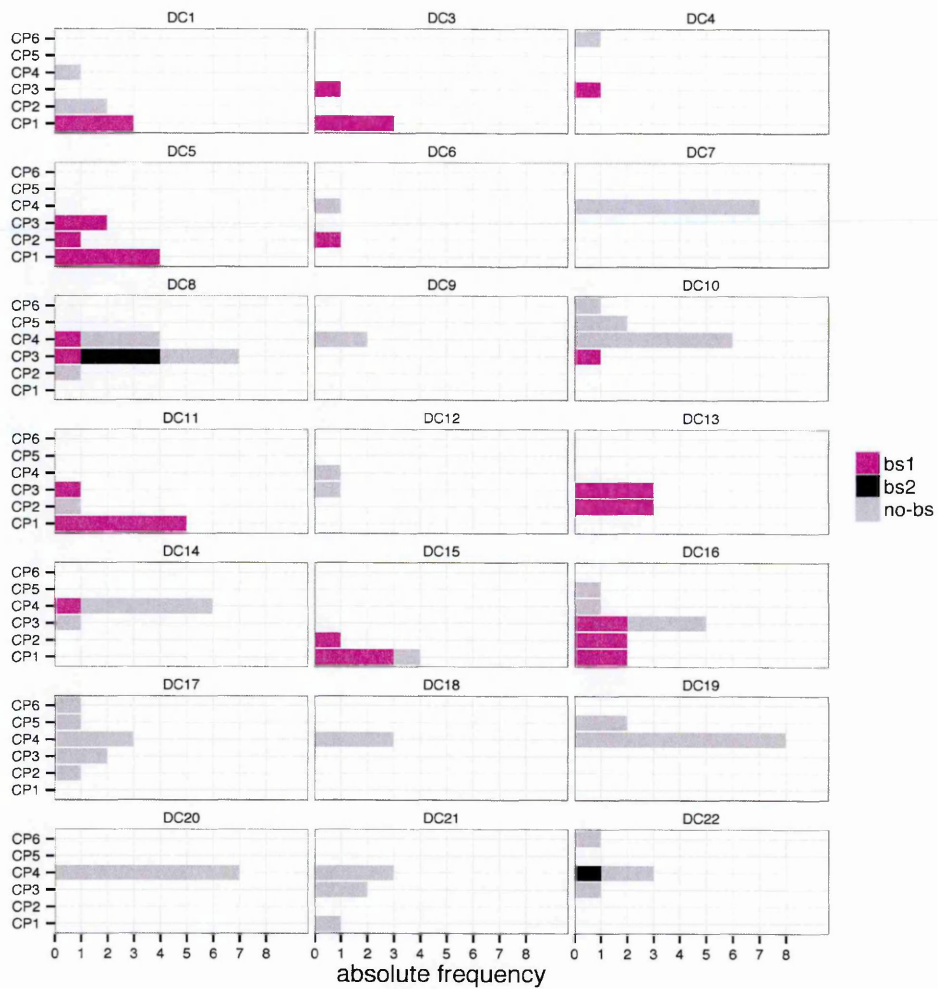 DC1 DC3 DC4
CP6
CP5
CP4
CP3
CP2
CP1
DC5 DC6 DC7
CP6
CP5
CP4
CP3
CP2
CP1
DC8 DC9 DC10
CP6
CP5
CP4
CP3
CP2
CP1
DC11 DC12 DC13
CP6
CP5
CP4
CP3
CP2
CP1
bs1
bs2
no-bs
DC14 DC15 DC16
CP6
CP5
CP4
CP3
CP2
CP1
DC17 DC18 DC19
CP6
CP5
CP4
CP3
CP2
CP1
DC20 DC21 DC22
CP6
CP5
CP4
CP3
CP2
CP1
0 1 2 3 4 5 6 7 8 0 1 2 3 4 5 6 7 8 0 1 2 3 4 5 6 7 8
absolute frequency